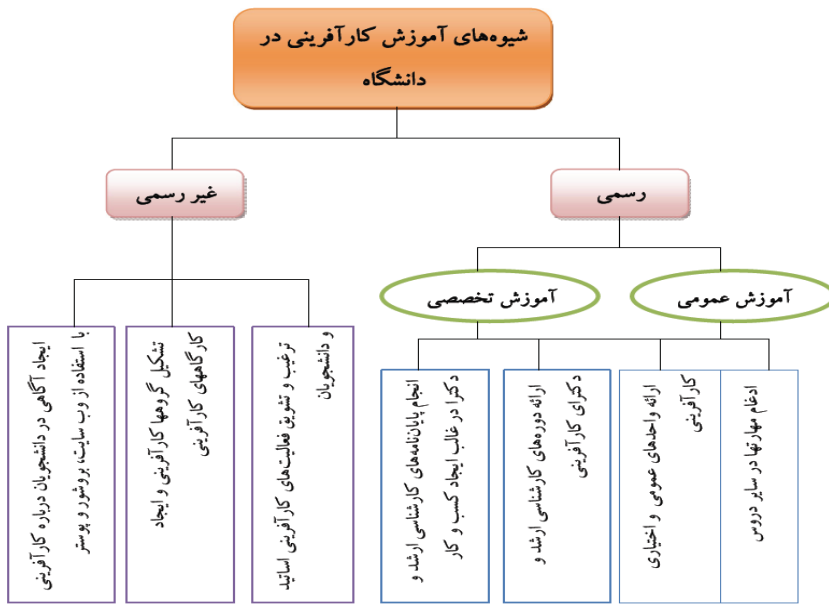 شیوه‌های آموزش کارآفرینی در
دانشگاه
رسمی
غیر رسمی
آموزش عمومی
آموزش تخصصی
ادغام مهارتها در سایر دروس
ارائه واحدهای عمومی و اختیاری
کارآفرینی
ارائه دوره‌های کارشناسی ارشد و
دکترای کارآفرینی
انجام پایان‌نامه‌های کارشناسی ارشد و
دکترا در غالب ایجاد کسب و کار
ترغیب و تشویق فعالیت‌های کارآفرینی اساتید
و دانشجویان
تشکیل گروهها کارآفرینی و ایجاد
کارگاههای کارآفرینی
ایجاد آگاهی در دانشجویان درباره کارآفرینی
با استفاده از وب سایت، بروشور و پوستر